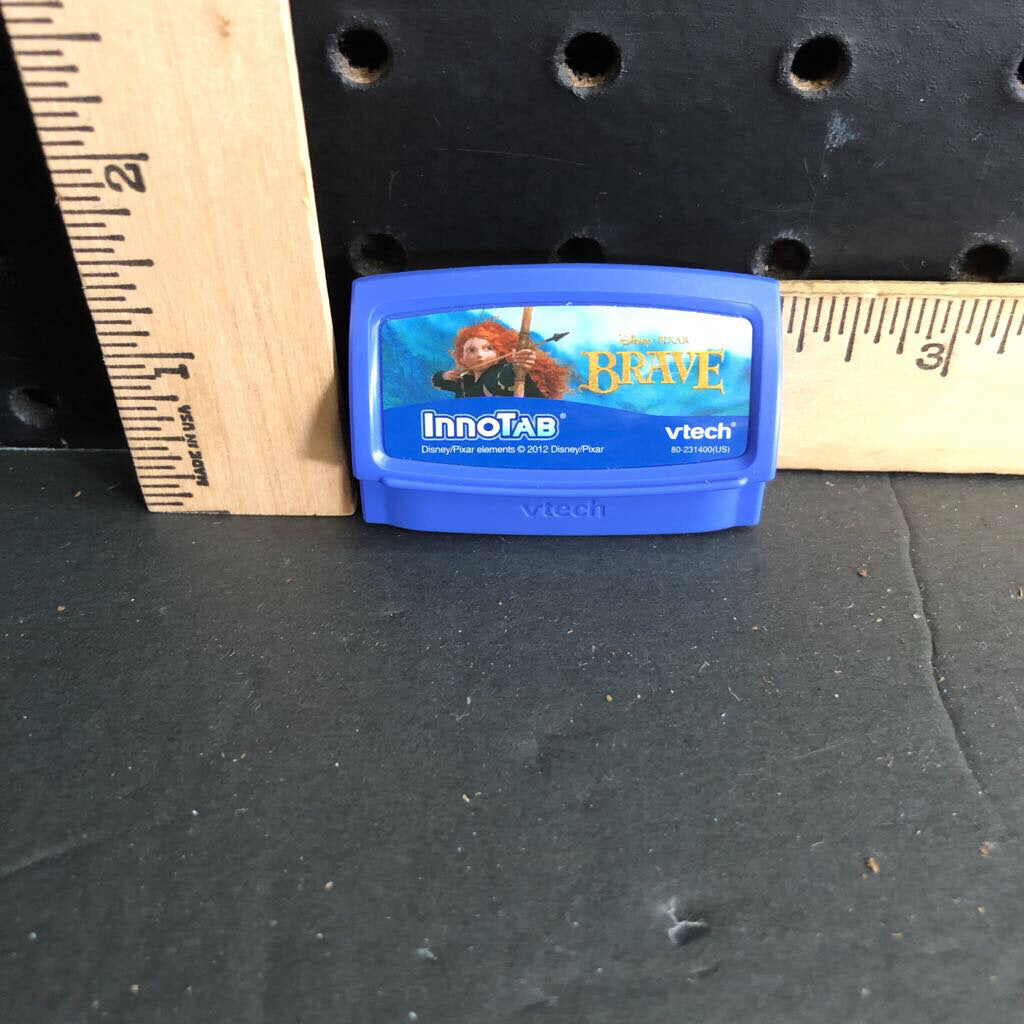 2
1
MADE IN USA
3
Disney PIXAR
BRAVE
INNOTAB®
vtech®
Disney/Pixar elements © 2012 Disney/Pixar
80-231400(US)
vtech